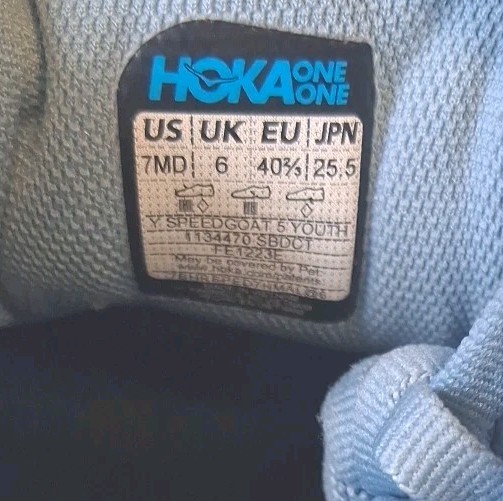 HOKA ONE ONE
US UK EU JPN
7MD 6 40⅔ 25.5
Y SPEEDGOAT 5 YOUTH
1134470 SBDCT
FE1223E
May be covered by Pat.